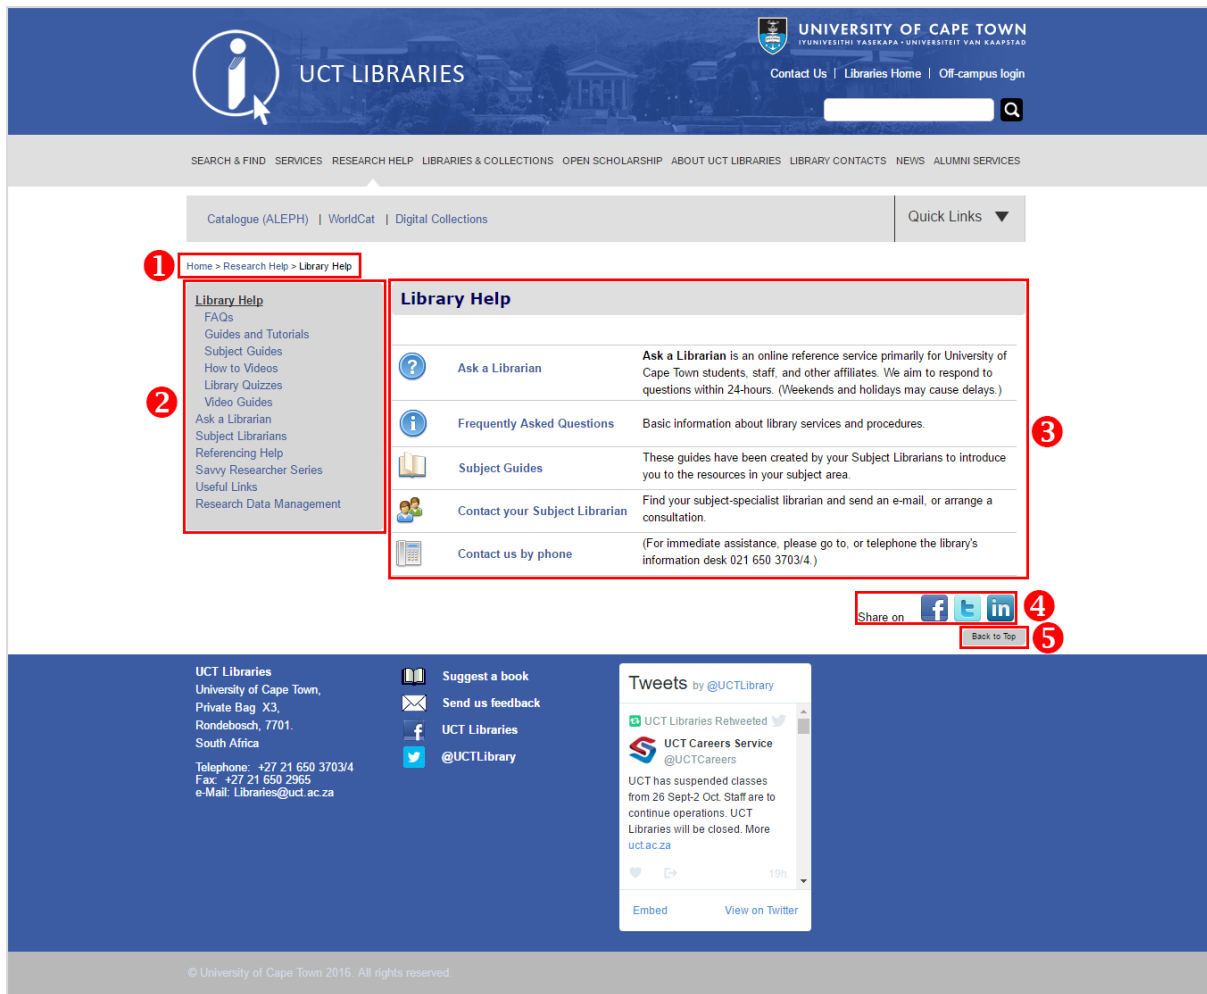 UNIVERSITY OF CAPE TOWN
IYUNIVESITHI YASEKAPA • UNIVERSITEIT VAN KAAPSTAD
UCT LIBRARIES
Contact Us | Libraries Home | Off-campus login
SEARCH & FIND SERVICES RESEARCH HELP LIBRARIES & COLLECTIONS OPEN SCHOLARSHIP ABOUT UCT LIBRARIES LIBRARY CONTACTS NEWS ALUMNI SERVICES
Catalogue (ALEPH) | WorldCat | Digital Collections
Quick Links
1
Home > Research Help > Library Help
2
Library Help
FAQs
Guides and Tutorials
Subject Guides
How to Videos
Library Quizzes
Video Guides
Ask a Librarian
Subject Librarians
Referencing Help
Savvy Researcher Series
Useful Links
Research Data Management
3
Library Help
Ask a Librarian
Ask a Librarian is an online reference service primarily for University of
Cape Town students, staff, and other affiliates. We aim to respond to
questions within 24-hours. (Weekends and holidays may cause delays.)
Frequently Asked Questions
Basic information about library services and procedures.
Subject Guides
These guides have been created by your Subject Librarians to introduce
you to the resources in your subject area.
Contact your Subject Librarian
Find your subject-specialist librarian and send an e-mail, or arrange a
consultation.
Contact us by phone
(For immediate assistance, please go to, or telephone the library's
information desk 021 650 3703/4.)
Share on
4
Back to Top
5
UCT Libraries
University of Cape Town,
Private Bag X3,
Rondebosch, 7701.
South Africa
Telephone: +27 21 650 3703/4
Fax: +27 21 650 2965
e-Mail: Libraries@uct.ac.za
Suggest a book
Send us feedback
UCT Libraries
@UCTLibrary
Tweets by @UCTLibrary
UCT Libraries Retweeted
UCT Careers Service
@UCTCareers
UCT has suspended classes
from 26 Sept-2 Oct. Staff are to
continue operations. UCT
Libraries will be closed. More
uct.ac.za
19h
Embed
View on Twitter
© University of Cape Town 2016. All rights reserved.